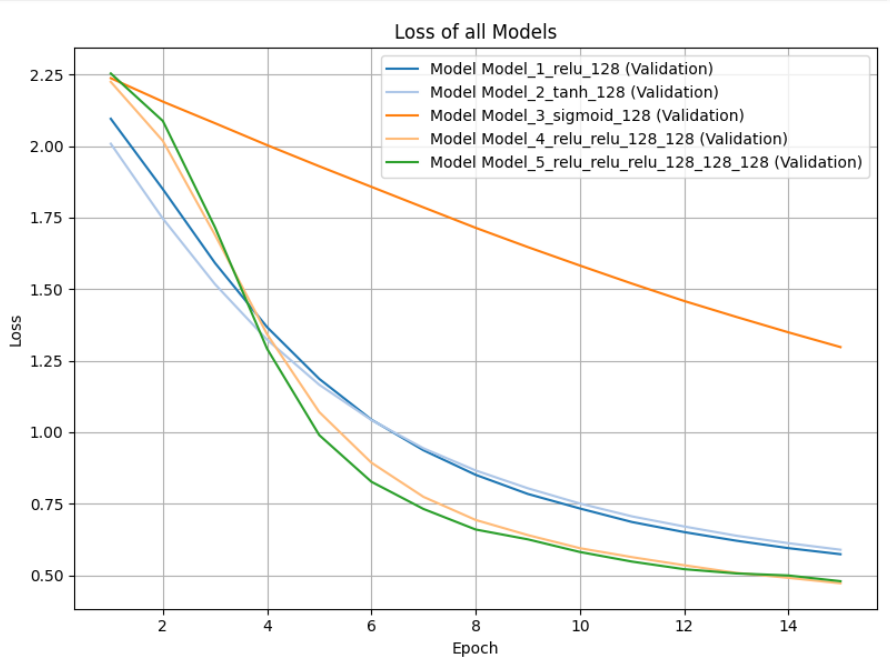 Loss of all Models
Model Model_1_relu_128 (Validation)
Model Model_2_tanh_128 (Validation)
Model Model_3_sigmoid_128 (Validation)
Model Model_4_relu_relu_128_128 (Validation)
Model Model_5_relu_relu_relu_128_128_128 (Validation)
Loss
2.25
2.00
1.75
1.50
1.25
1.00
0.75
0.50
2 4 6 8 10 12 14
Epoch